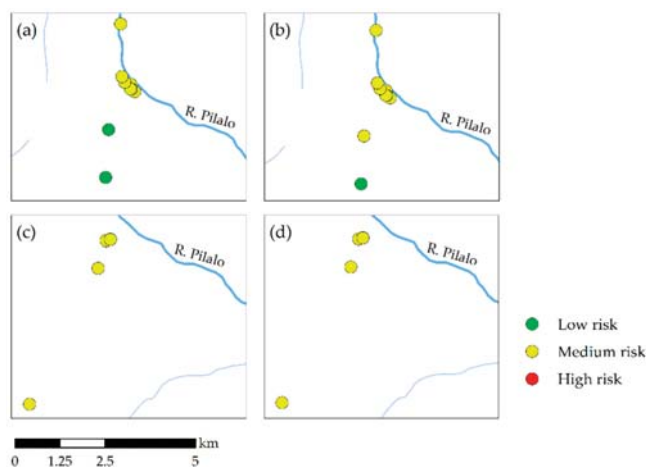 (a)
R. Pilalo
(b)
R. Pilalo
(c)
R. Pilalo
(d)
R. Pilalo
Low risk
Medium risk
High risk
km
0 1.25 2.5 5